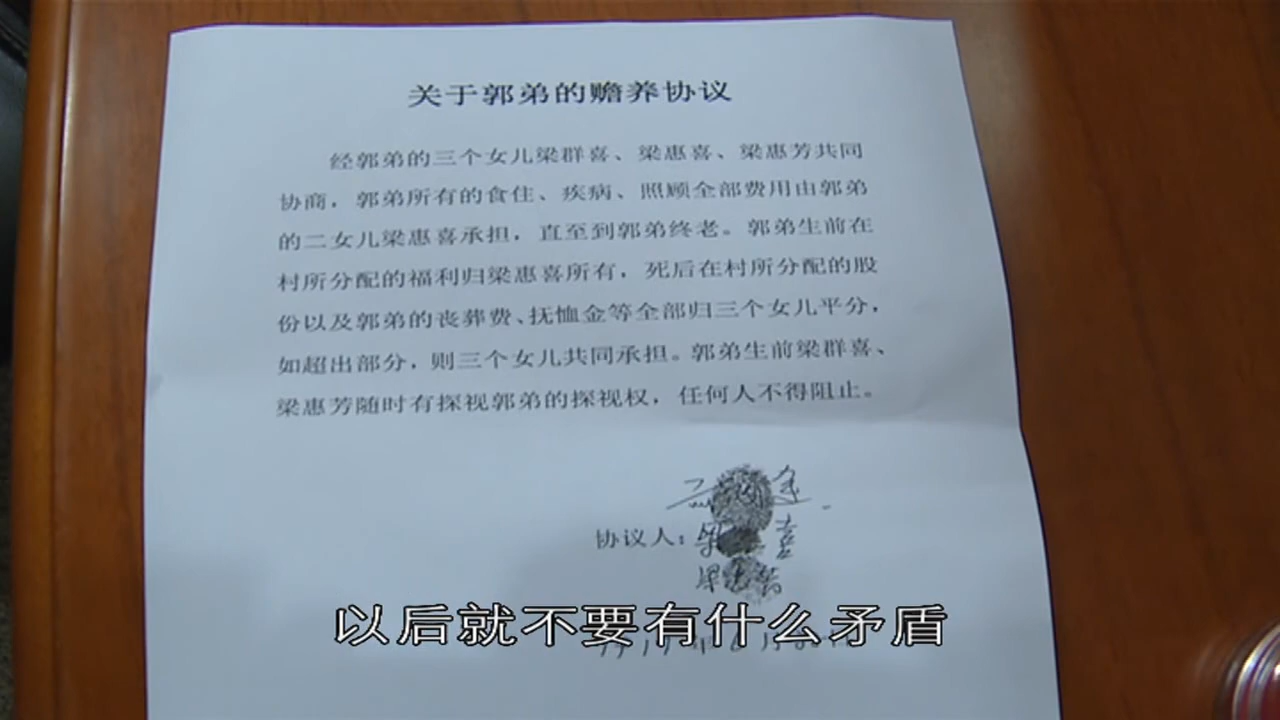 关于郭弟的赡养协议
经郭弟的三个女儿梁群喜、梁惠喜、梁惠芳共同
协商，郭弟所有的食住、疾病、照顾全部费用由郭弟
的二女儿梁惠喜承担，直至到郭弟终老。郭弟生前在
村所分配的福利归梁惠喜所有，死后在村所分配的股
份以及郭弟的丧葬费、抚恤金等全部归三个女儿平分，
如超出部分，则三个女儿共同承担。郭弟生前梁群喜、
梁惠芳随时有探视郭弟的探视权，任何人不得阻止。
协议人：梁 喜
以后就不要有什么矛盾